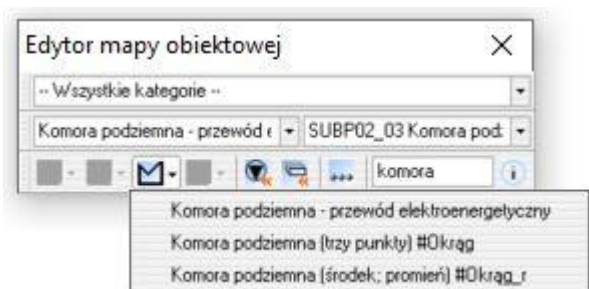 Edytor mapy obiektowej
-- Wszystkie kategorie --
Komora podziemna - przewód e SUBP02_03 Komora pod:
komora
Komora podziemna - przewód elektroenergetyczny
Komora podziemna (trzy punkty) #Okrąg
Komora podziemna (środek; promień) #Okrąg_r